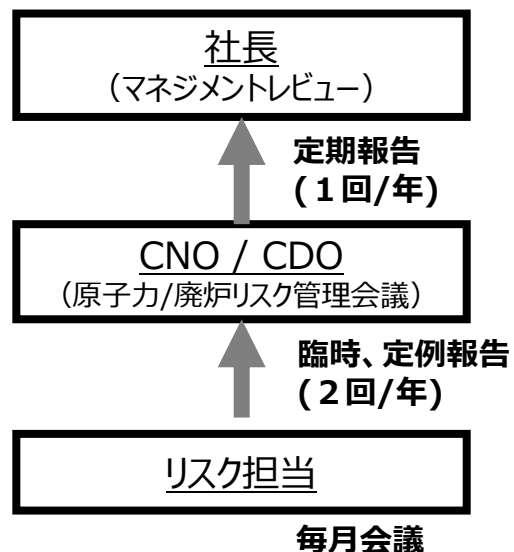 社長
（マネジメントレビュー）
定期報告
(１回/年)
CNO / CDO
（原子力/廃炉リスク管理会議）
臨時、定例報告
(２回/年)
リスク担当
毎月会議